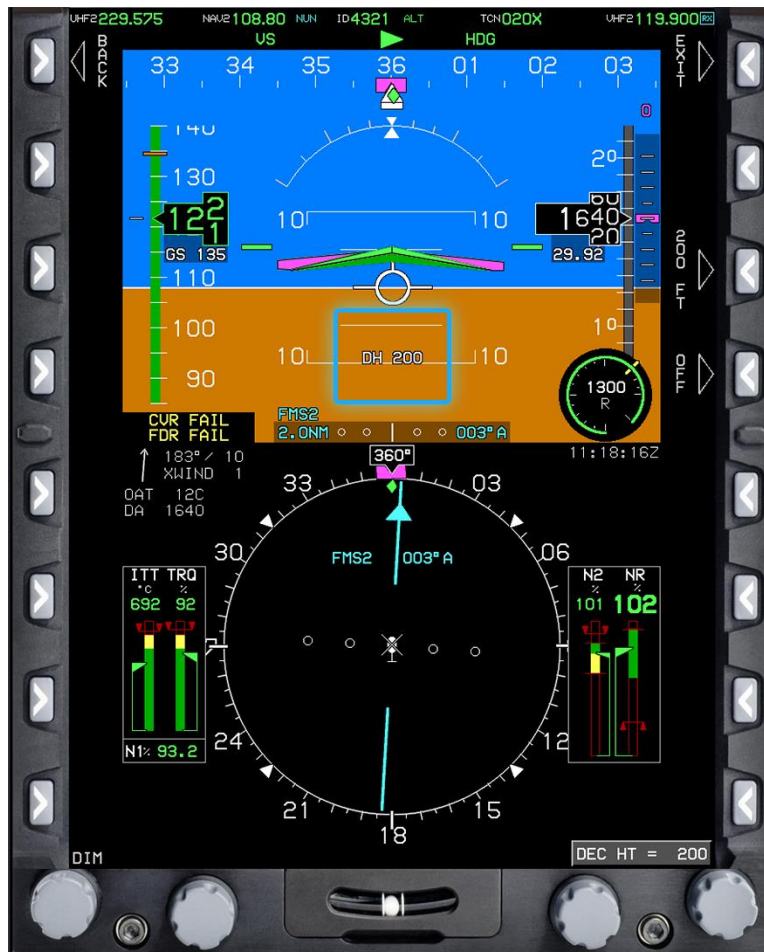 VHF2 229.575 NAV2 108.80 NUN ID 4321 ALT TCN 020X VHF2 119.900 RX
BACK
VS HDG
EXIT
33 34 35 36 01 02 03
0
140
130
122
1
GS 135
110
100
90
10 10
10 10
DH 200
60
1640
20
29.92
20
10
200 FT
OFF
1300
R
CVR FAIL
FDR FAIL
FMS2
2.0NM 003° A
11:18:16Z
183°/ 10
XWIND 1
OAT 12C
DA 1640
360°
33 03
30 06
FMS2 003° A
24 12
21 15
18
ITT TRQ
°C %
692 92
N1% 93.2
N2 NR
% %
101 102
DIM
DEC HT = 200